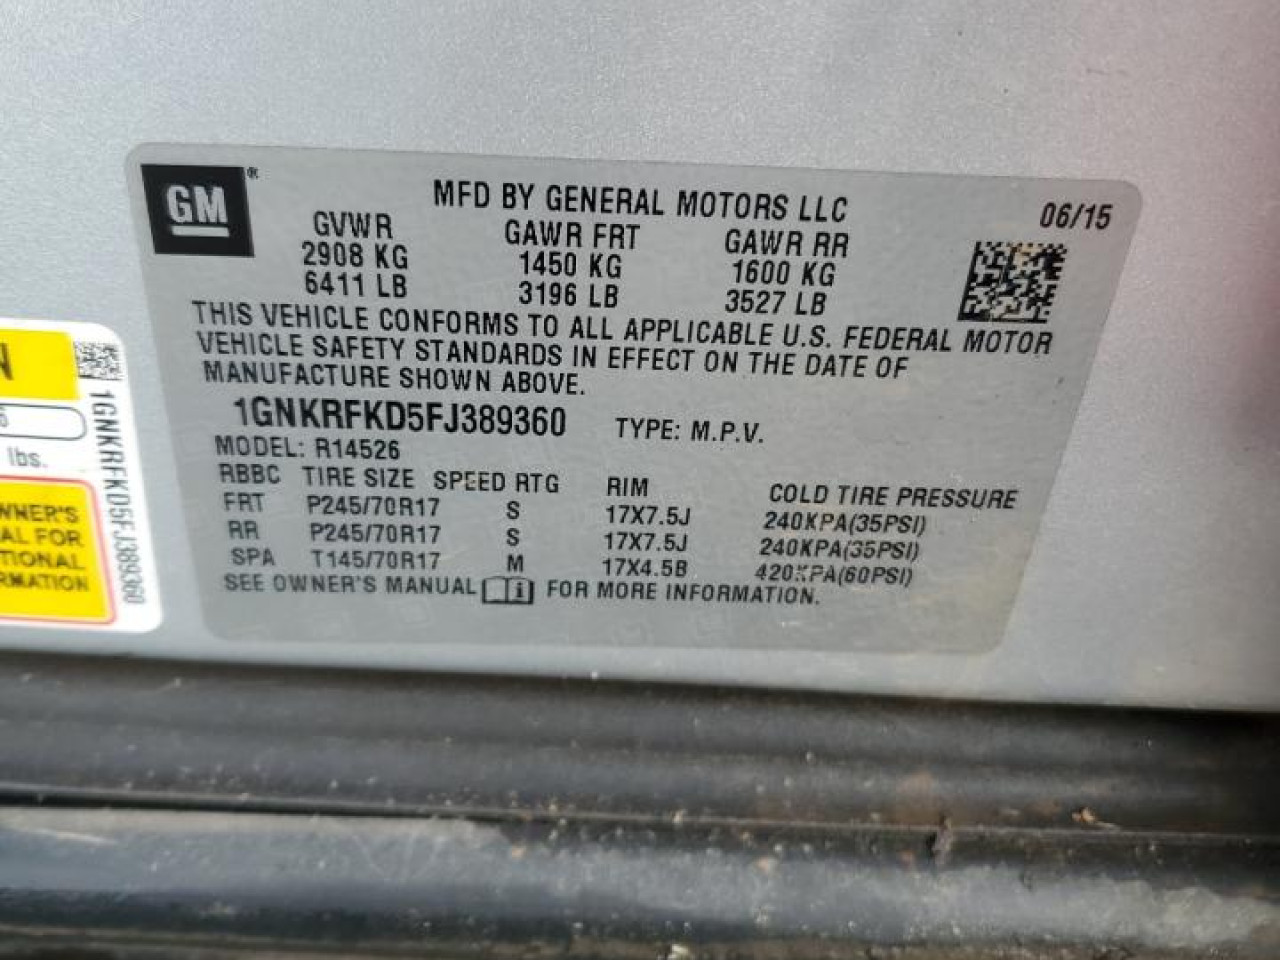 GM ®
MFD BY GENERAL MOTORS LLC 06/15
GVWR GAWR FRT GAWR RR
2908 KG 1450 KG 1600 KG
6411 LB 3196 LB 3527 LB
THIS VEHICLE CONFORMS TO ALL APPLICABLE U.S. FEDERAL MOTOR
VEHICLE SAFETY STANDARDS IN EFFECT ON THE DATE OF
MANUFACTURE SHOWN ABOVE.
1GNKRFKD5FJ389360 TYPE: M.P.V.
MODEL: R14526
RBBC TIRE SIZE SPEED RTG RIM COLD TIRE PRESSURE
FRT P245/70R17 S 17X7.5J 240KPA(35PSI)
RR P245/70R17 S 17X7.5J 240KPA(35PSI)
SPA T145/70R17 M 17X4.5B 420KPA(60PSI)
SEE OWNER'S MANUAL i FOR MORE INFORMATION.
N
lbs.
WNER'S
AL FOR
TIONAL
RMATION
1GNKRFKD5FJ389360